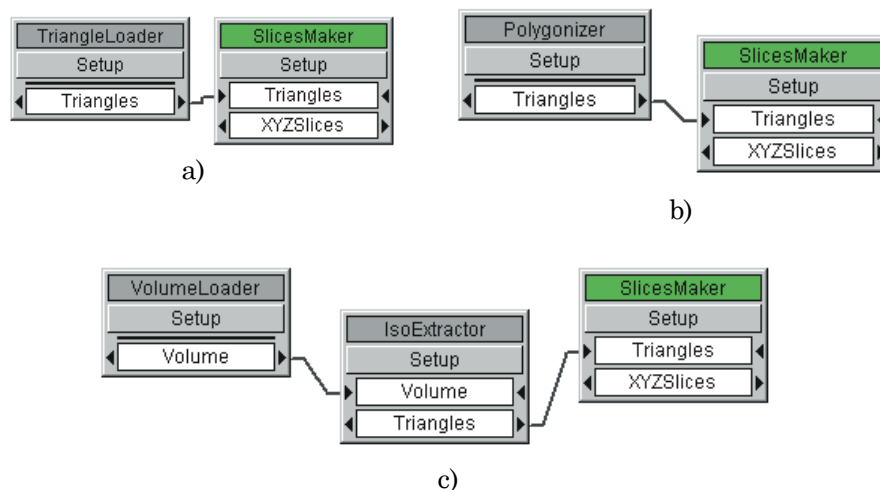 TriangleLoader
Setup
Triangles
SlicesMaker
Setup
Triangles
XYZSlices
a)
Polygonizer
Setup
Triangles
SlicesMaker
Setup
Triangles
XYZSlices
b)
VolumeLoader
Setup
Volume
IsoExtractor
Setup
Volume
Triangles
SlicesMaker
Setup
Triangles
XYZSlices
c)